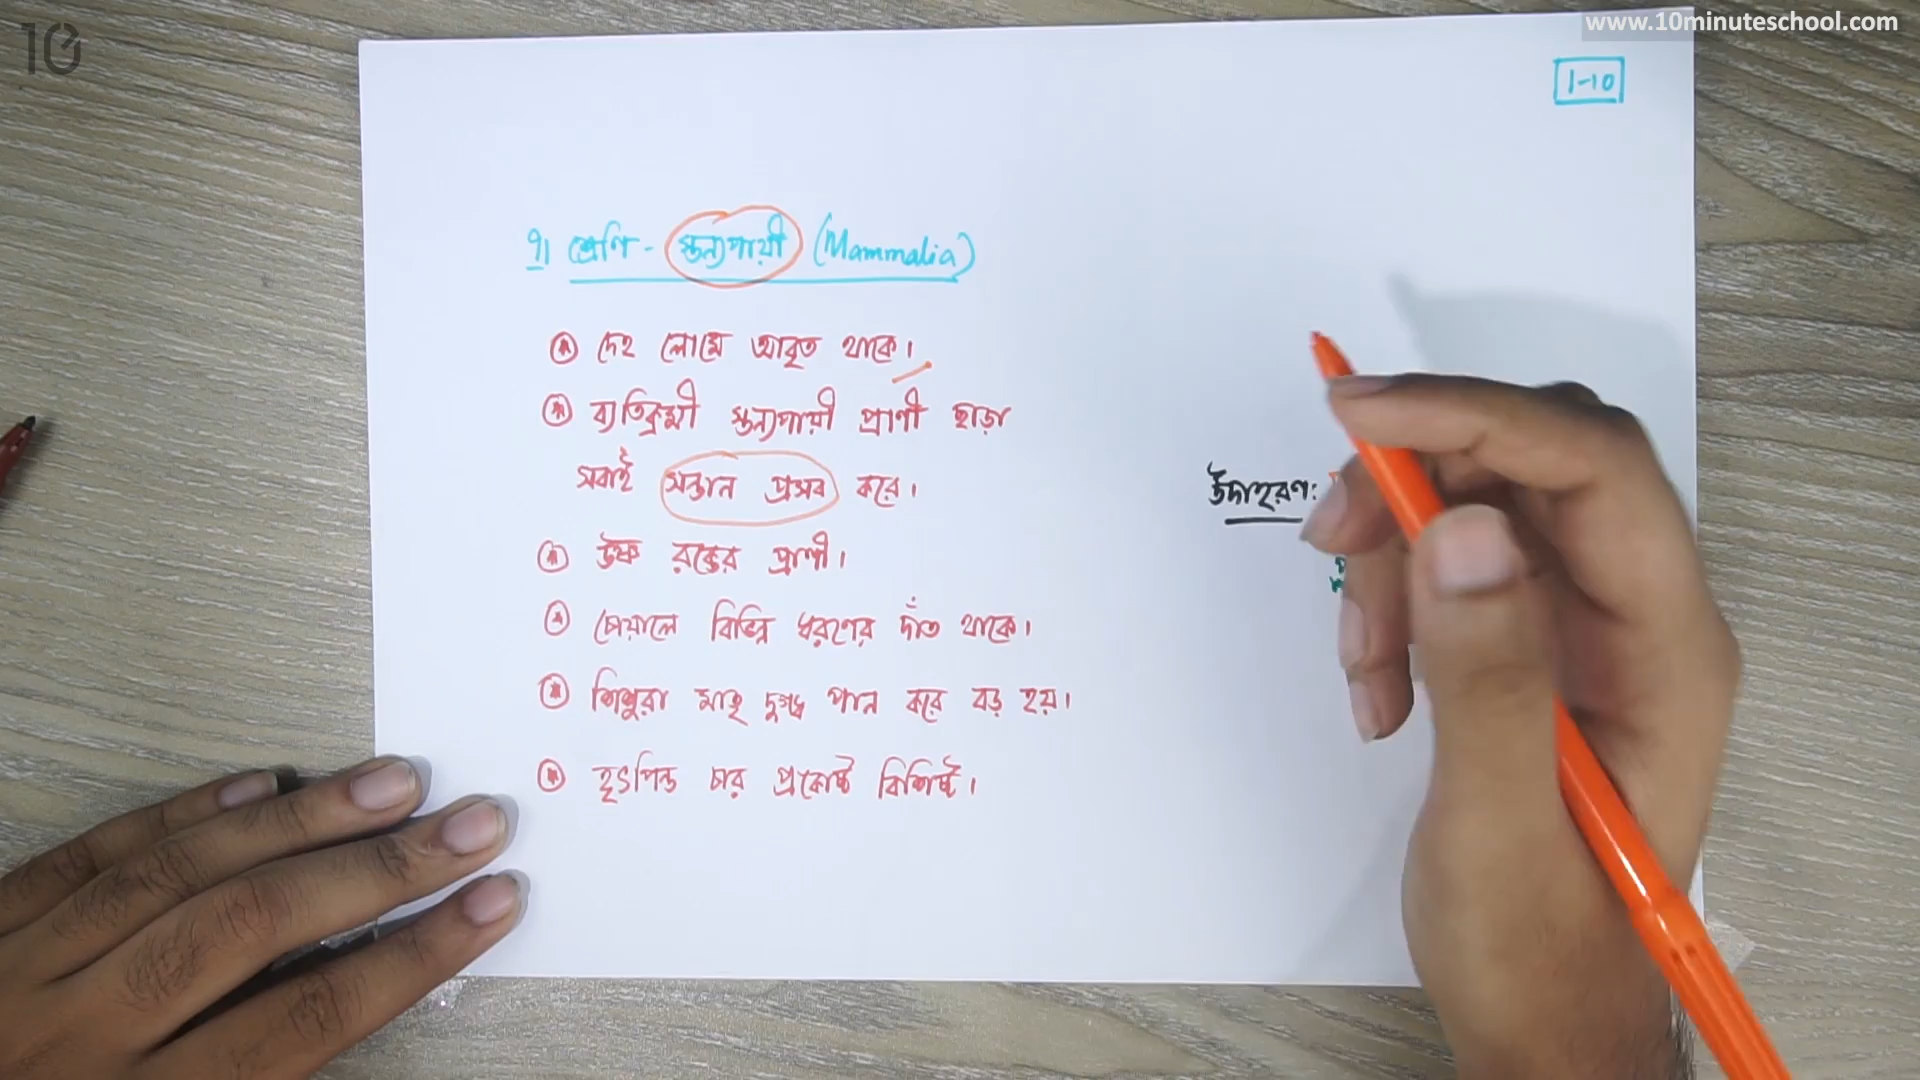 10
www.10minuteschool.com
1-10
৭। শ্রেণি - স্তন্যপায়ী (Mammalia)
দেহ লোমে আবৃত থাকে।
ব্যতিক্রমী স্তন্যপায়ী প্রাণী ছাড়া
সবাই সন্তান প্রসব করে।
উষ্ণ রক্তের প্রাণী।
চোয়ালে বিভিন্ন ধরণের দাঁত থাকে।
শিশুরা মাতৃ দুগ্ধ পান করে বড় হয়।
হৃৎপিন্ড চার প্রকোষ্ঠ বিশিষ্ট।
উদাহরণ: